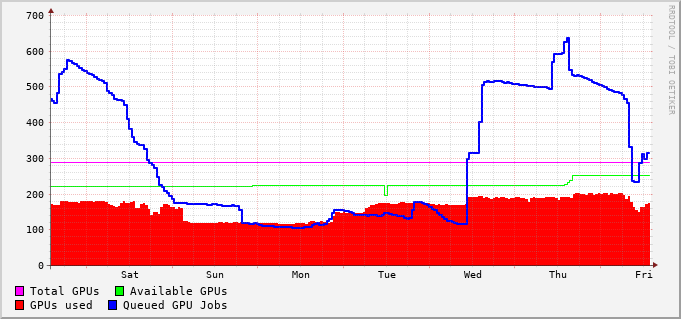 700
600
500
400
300
200
100
0
Sat Sun Mon Tue Wed Thu Fri
Total GPUs Available GPUs
GPUs used Queued GPU Jobs
RRDTOOL / TOBI OETIKER